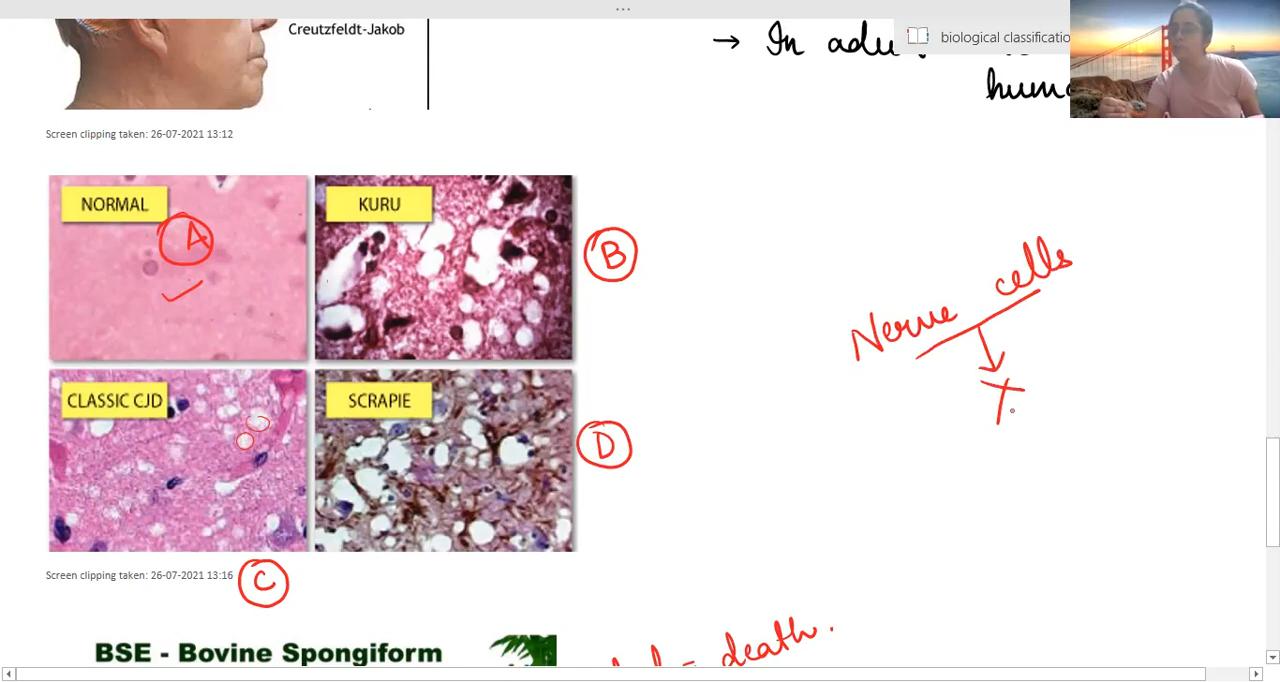 ...
Creutzfeldt-Jakob
→ In adu
biological classificatio
huma
Screen clipping taken: 26-07-2021 13:12
NORMAL
KURU
A
B
Nerve cells
CLASSIC CJD
SCRAPIE
X
D
Screen clipping taken: 26-07-2021 13:16
C
BSE - Bovine Spongiform
= death.